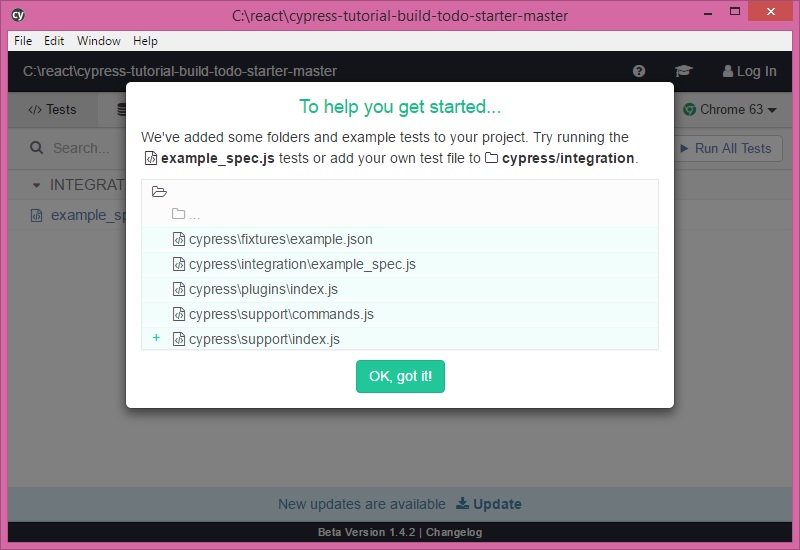 cy
C:\react\cypress-tutorial-build-todo-starter-master
File Edit Window Help
C:\react\cypress-tutorial-build-todo-starter-master
? Log In
</> Tests
Chrome 63
Search...
Run All Tests
To help you get started...
We've added some folders and example tests to your project. Try running the
example_spec.js tests or add your own test file to cypress/integration.
INTEGRAT
example_sp
...
cypress\fixtures\example.json
cypress\integration\example_spec.js
cypress\plugins\index.js
cypress\support\commands.js
+ cypress\support\index.js
OK, got it!
New updates are available Update
Beta Version 1.4.2 | Changelog